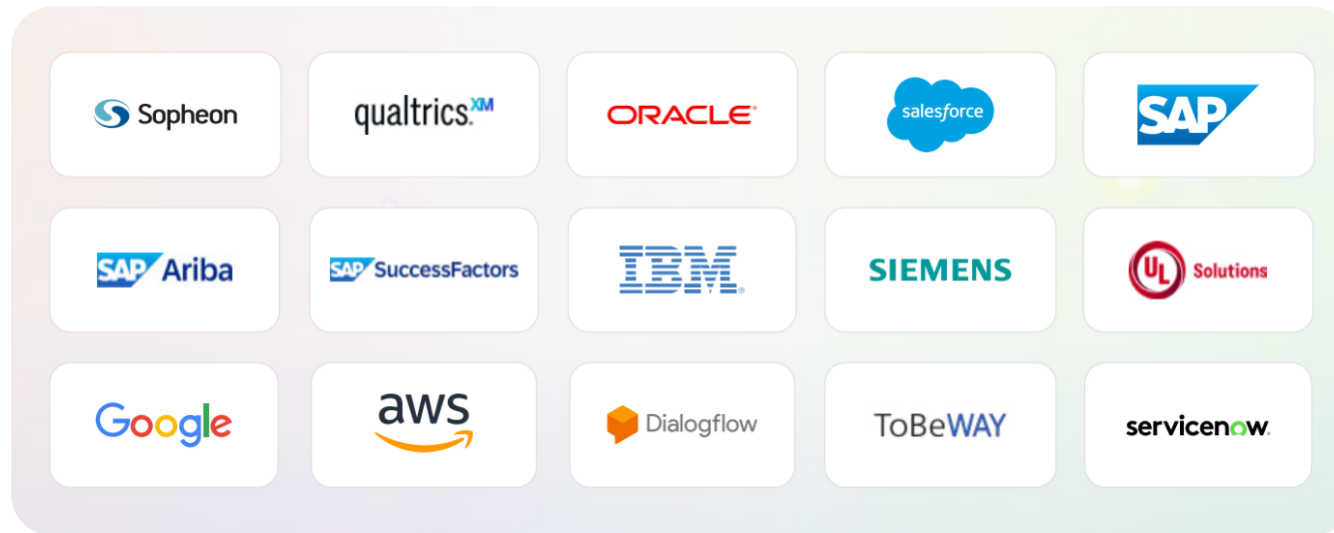 Sopheon
qualtrics.XM
ORACLE
salesforce
SAP
SAP Ariba
SAP SuccessFactors
IBM
SIEMENS
UL Solutions
Google
aws
Dialogflow
ToBeWAY
servicenow